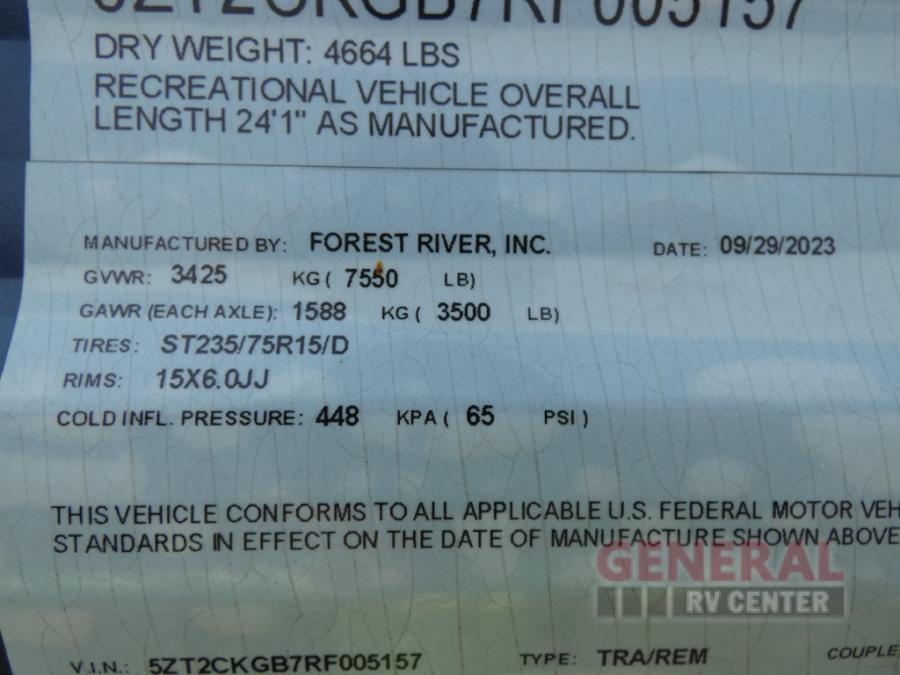 5ZT2CKGB7RF005157
DRY WEIGHT: 4664 LBS
RECREATIONAL VEHICLE OVERALL
LENGTH 24'1" AS MANUFACTURED.
MANUFACTURED BY: FOREST RIVER, INC. DATE: 09/29/2023
GVWR: 3425 KG ( 7550 LB)
GAWR (EACH AXLE): 1588 KG ( 3500 LB)
TIRES: ST235/75R15/D
RIMS: 15X6.0JJ
COLD INFL. PRESSURE: 448 KPA ( 65 PSI )
THIS VEHICLE CONFORMS TO ALL APPLICABLE U.S. FEDERAL MOTOR VEH
STANDARDS IN EFFECT ON THE DATE OF MANUFACTURE SHOWN ABOVE
GENERAL
RV CENTER
V.I.N.: 5ZT2CKGB7RF005157 TYPE: TRA/REM COUPLE